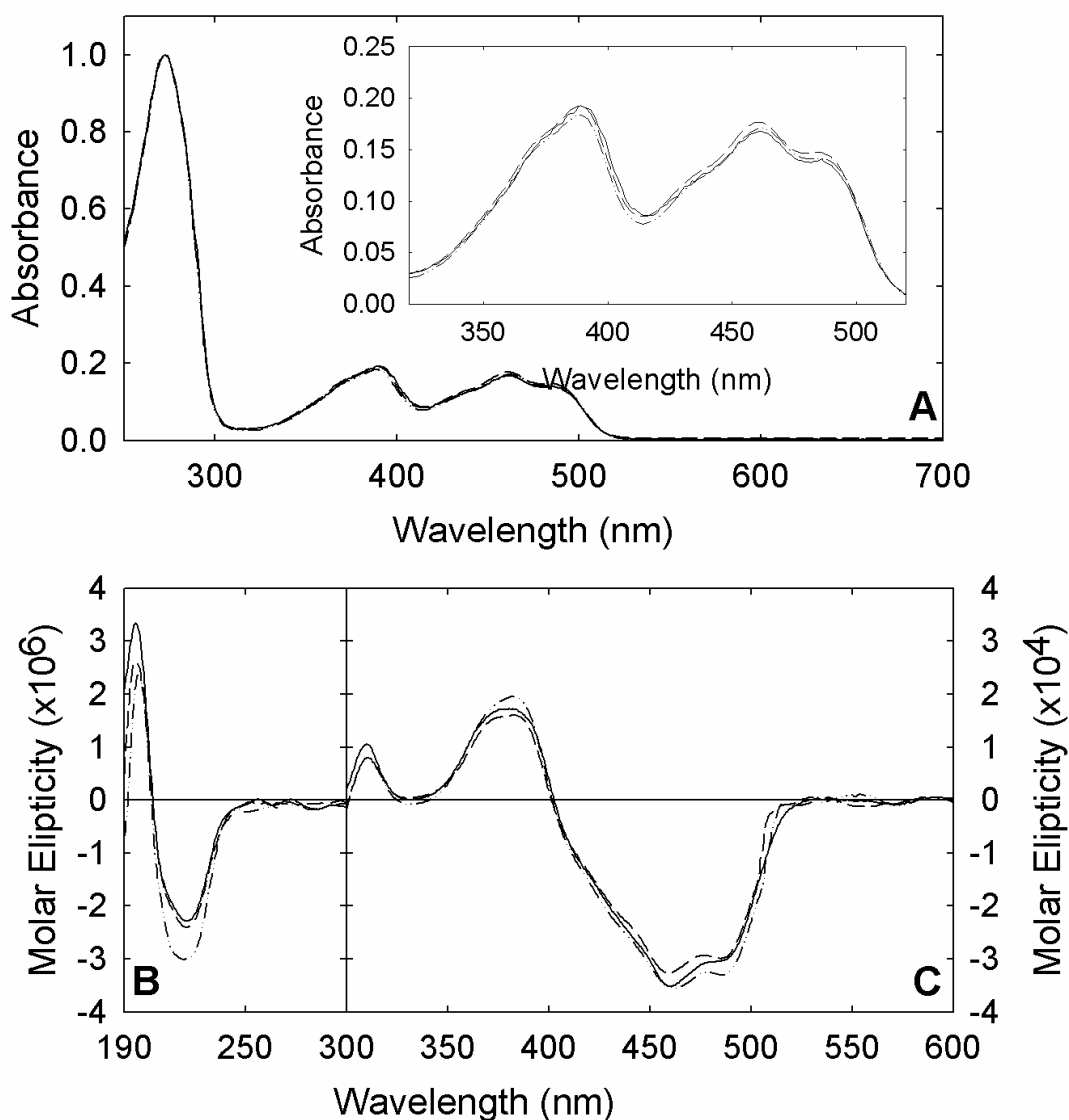 0.25
1.0
0.20
0.8
0.15
0.6
0.10
Absorbance
Absorbance
0.05
0.4
0.00
350 400 450 500
0.2
Wavelength (nm)
A
0.0
300 400 500 600 700
Wavelength (nm)
4 4
3 3
2 2
1 1
0 0
-1 -1
-2 -2
-3 -3
-4 -4
Molar Elipticity (x10⁶)
Molar Elipticity (x10⁴)
B C
190 250 300 350 400 450 500 550 600
Wavelength (nm)